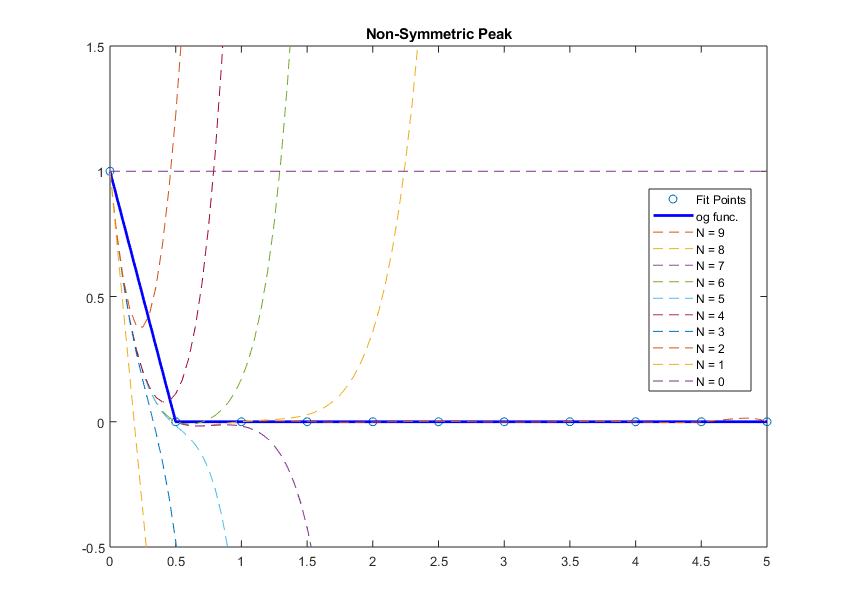 Non-Symmetric Peak
1.5
1
0.5
0
-0.5
0 0.5 1 1.5 2 2.5 3 3.5 4 4.5 5
Fit Points
og func.
N = 9
N = 8
N = 7
N = 6
N = 5
N = 4
N = 3
N = 2
N = 1
N = 0